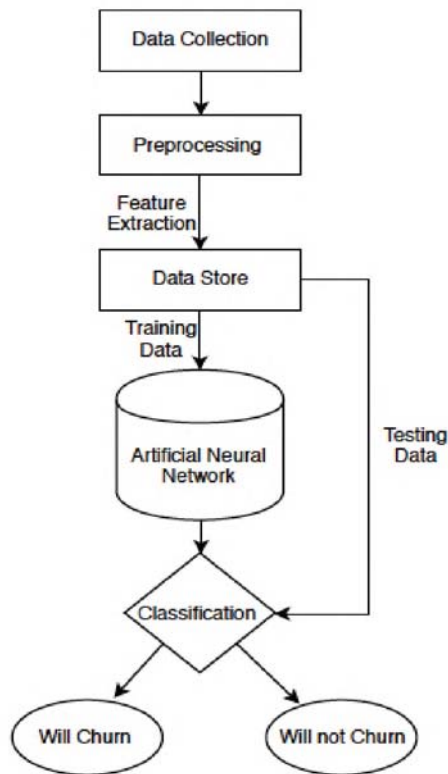 Data Collection
Preprocessing
Feature
Extraction
Data Store
Training
Data
Artificial Neural
Network
Testing
Data
Classification
Will Churn
Will not Churn